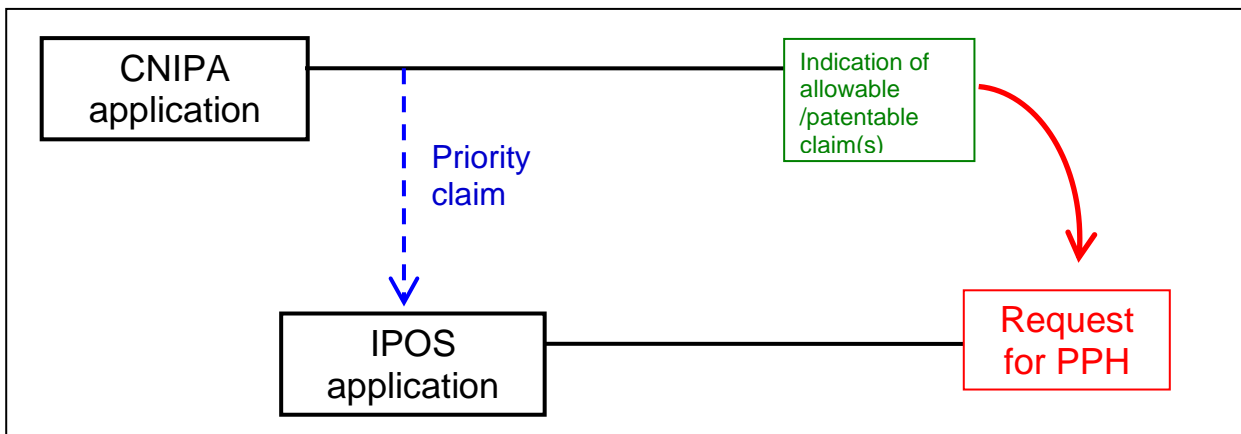 CNIPA
application
Indication of
allowable
/patentable
claim(s)
Priority
claim
IPOS
application
Request
for PPH